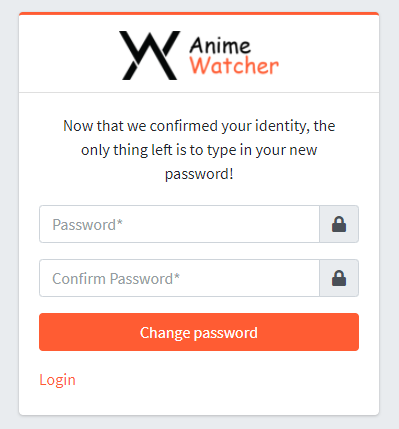 Anime
Watcher
Now that we confirmed your identity, the
only thing left is to type in your new
password!
Password*
Confirm Password*
Change password
Login